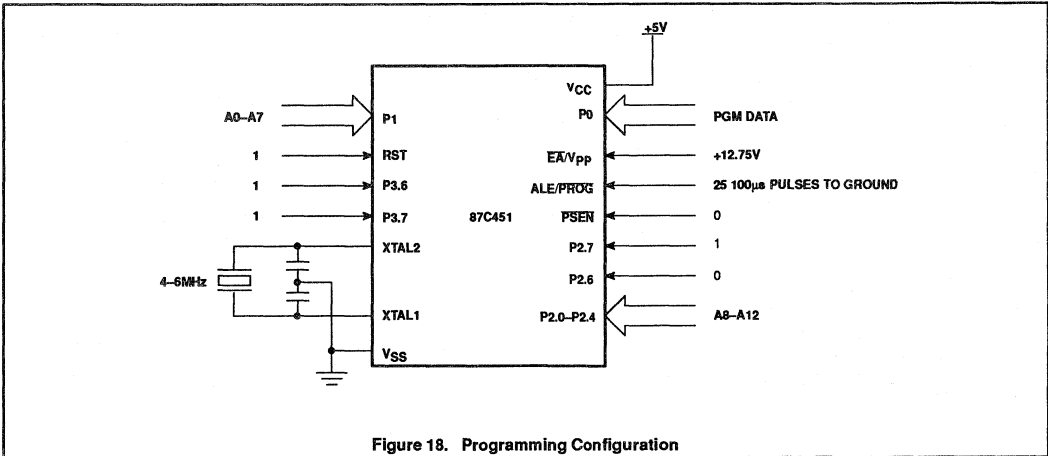 +5V
VCC
A0–A7
P1
P0
PGM DATA
1
RST
EA/VPP
+12.75V
1
P3.6
ALE/PROG
25 100µs PULSES TO GROUND
1
P3.7
87C451
PSEN
0
XTAL2
P2.7
1
4–6MHz
P2.6
0
XTAL1
P2.0–P2.4
A8–A12
VSS
Figure 18. Programming Configuration